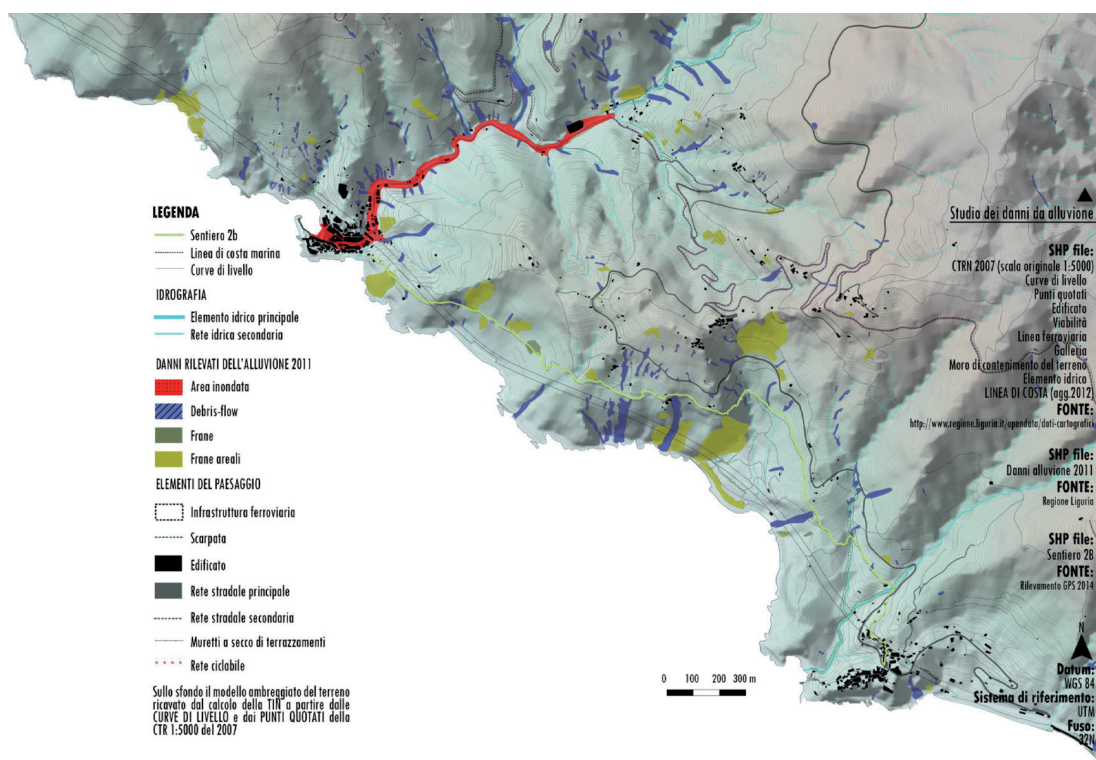 LEGENDA
Sentiero 2b
Linea di costa marina
Curve di livello
IDROGRAFIA
Elemento idrico principale
Rete idrica secondaria
DANNI RILEVATI DELL'ALLUVIONE 2011
Area inondata
Debris-flow
Frane
Frane areali
ELEMENTI DEL PAESAGGIO
Infrastruttura ferroviaria
Scarpata
Edificato
Rete stradale principale
Rete stradale secondaria
Muretti a secco di terrazzamenti
Rete ciclabile
Sullo sfondo il modello ambreggiato del terreno
ricavato dal calcolo della TIN a partire dalle
CURVE DI LIVELLO e dai PUNTI QUOTATI della
CTR 1:5000 del 2007
0 100 200 300 m
Studio dei danni da alluvione
SHP file:
CTRN 2007 (scala originale 1:5000)
Curve di livello
Punti quotati
Edificato
Viabilità
Linea ferroviaria
Galleria
Moro di contenimento del terreno
Elemento idico
LINEA DI COSTA (agg.2012)
FONTE:
http://www.regione.liguria.it/opendata/dati-cartografici
SHP file:
Danni alluvione 2011
FONTE:
Regione Liguria
SHP file:
Sentiero 2B
FONTE:
Rilevamento GPS 2014
N
Datum:
WGS 84
Sistema di riferimento:
UTM
Fuso:
32N